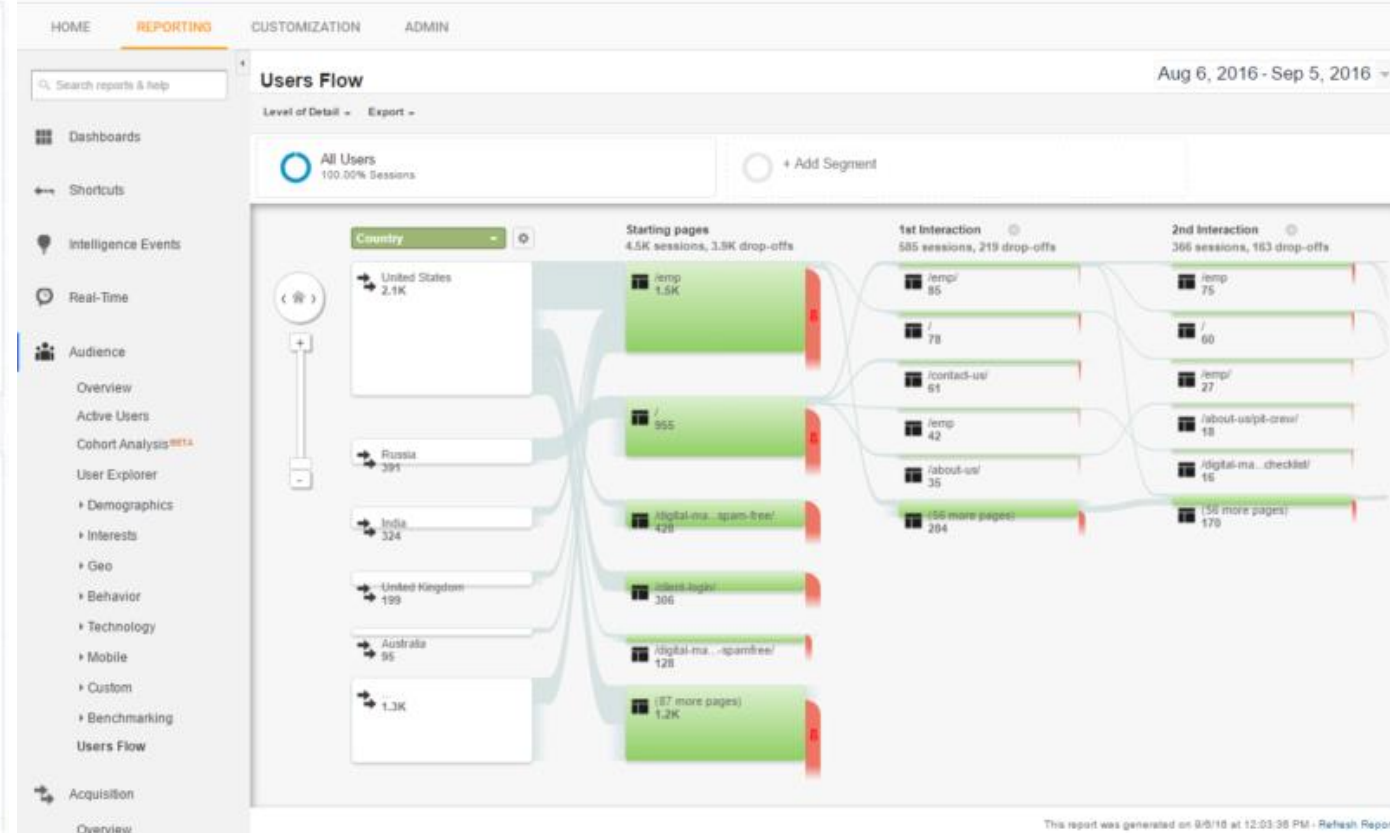 HOME REPORTING CUSTOMIZATION ADMIN
Search reports & help
Dashboards
Shortcuts
Intelligence Events
Real-Time
Audience
Overview
Active Users
Cohort Analysis BETA
User Explorer
Demographics
Interests
Geo
Behavior
Technology
Mobile
Custom
Benchmarking
Users Flow
Acquisition
Overview
Users Flow
Aug 6, 2016 - Sep 5, 2016
Level of Detail Export
All Users
100.00% Sessions
+ Add Segment
Country
United States
2.1K
Russia
391
India
324
United Kingdom
199
Australia
95
...
1.3K
Starting pages
4.5K sessions, 3.9K drop-offs
/emp
1.5K
/
955
/digital-ma...spam-free/
428
/client-login/
306
/digital-ma...-spamfree/
128
(87 more pages)
1.2K
1st Interaction
585 sessions, 219 drop-offs
/emp/
85
/
78
/contact-us/
61
/emp
42
/about-us/
35
(56 more pages)
284
2nd Interaction
366 sessions, 163 drop-offs
/emp
75
/
60
/emp/
27
/about-us/pit-crew/
18
/digital-ma...checklist/
16
(56 more pages)
170
This report was generated on 9/6/16 at 12:03:36 PM - Refresh Repor